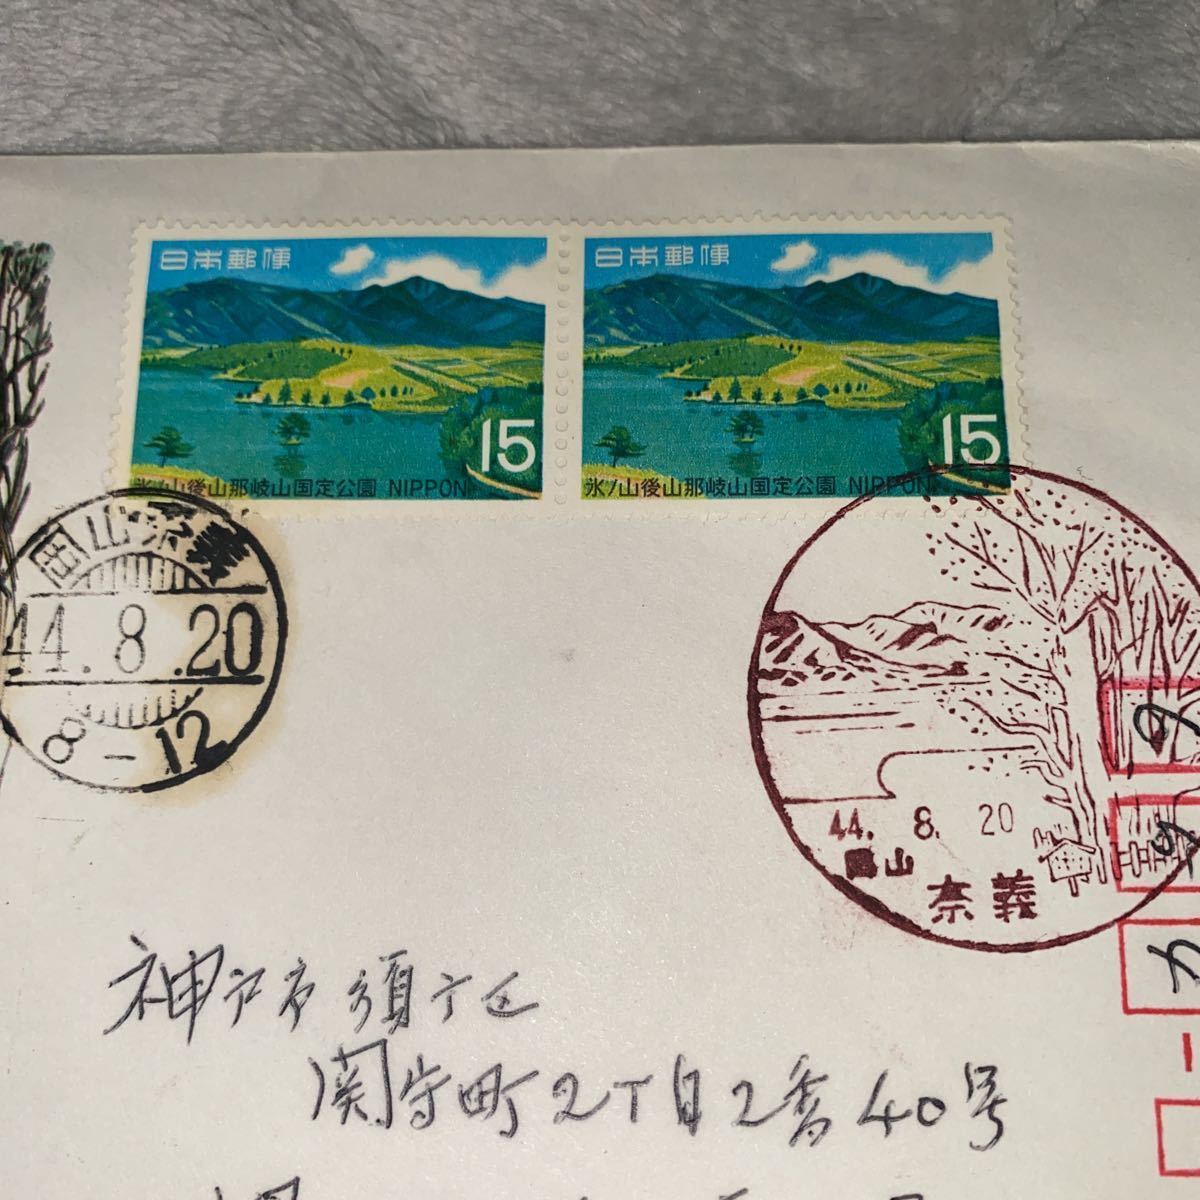 日本郵便
15
氷ノ山後山那岐山国定公園 NIPPON
日本郵便
15
氷ノ山後山那岐山国定公園 NIPPON
岡山・奈義
44.8.20
8-12
44. 8. 20
岡山
奈義
神戸市須广区
関守町2丁目2番40号